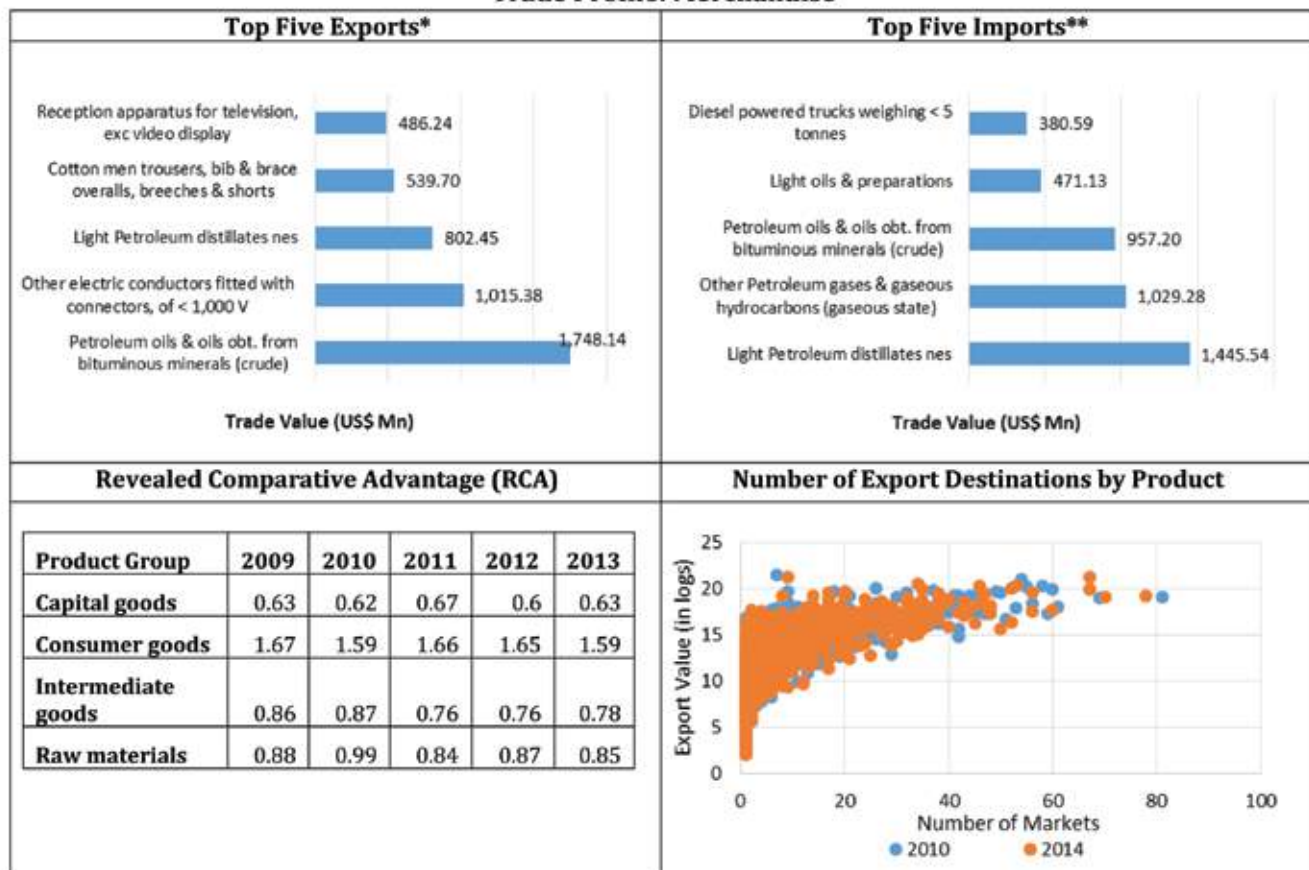 Top Five Exports*
Reception apparatus for television,
exc video display
486.24
Cotton men trousers, bib & brace
overalls, breeches & shorts
539.70
Light Petroleum distillates nes
802.45
Other electric conductors fitted with
connectors, of < 1,000 V
1,015.38
Petroleum oils & oils obt. from
bituminous minerals (crude)
1,748.14
Trade Value (US$ Mn)
Top Five Imports**
Diesel powered trucks weighing < 5
tonnes
380.59
Light oils & preparations
471.13
Petroleum oils & oils obt. from
bituminous minerals (crude)
957.20
Other Petroleum gases & gaseous
hydrocarbons (gaseous state)
1,029.28
Light Petroleum distillates nes
1,445.54
Trade Value (US$ Mn)
Revealed Comparative Advantage (RCA)
Product Group 2009 2010 2011 2012 2013
Capital goods 0.63 0.62 0.67 0.6 0.63
Consumer goods 1.67 1.59 1.66 1.65 1.59
Intermediate
goods 0.86 0.87 0.76 0.76 0.78
Raw materials 0.88 0.99 0.84 0.87 0.85
Number of Export Destinations by Product
Export Value (in logs)
25
20
15
10
5
0
0 20 40 60 80 100
Number of Markets
2010 2014